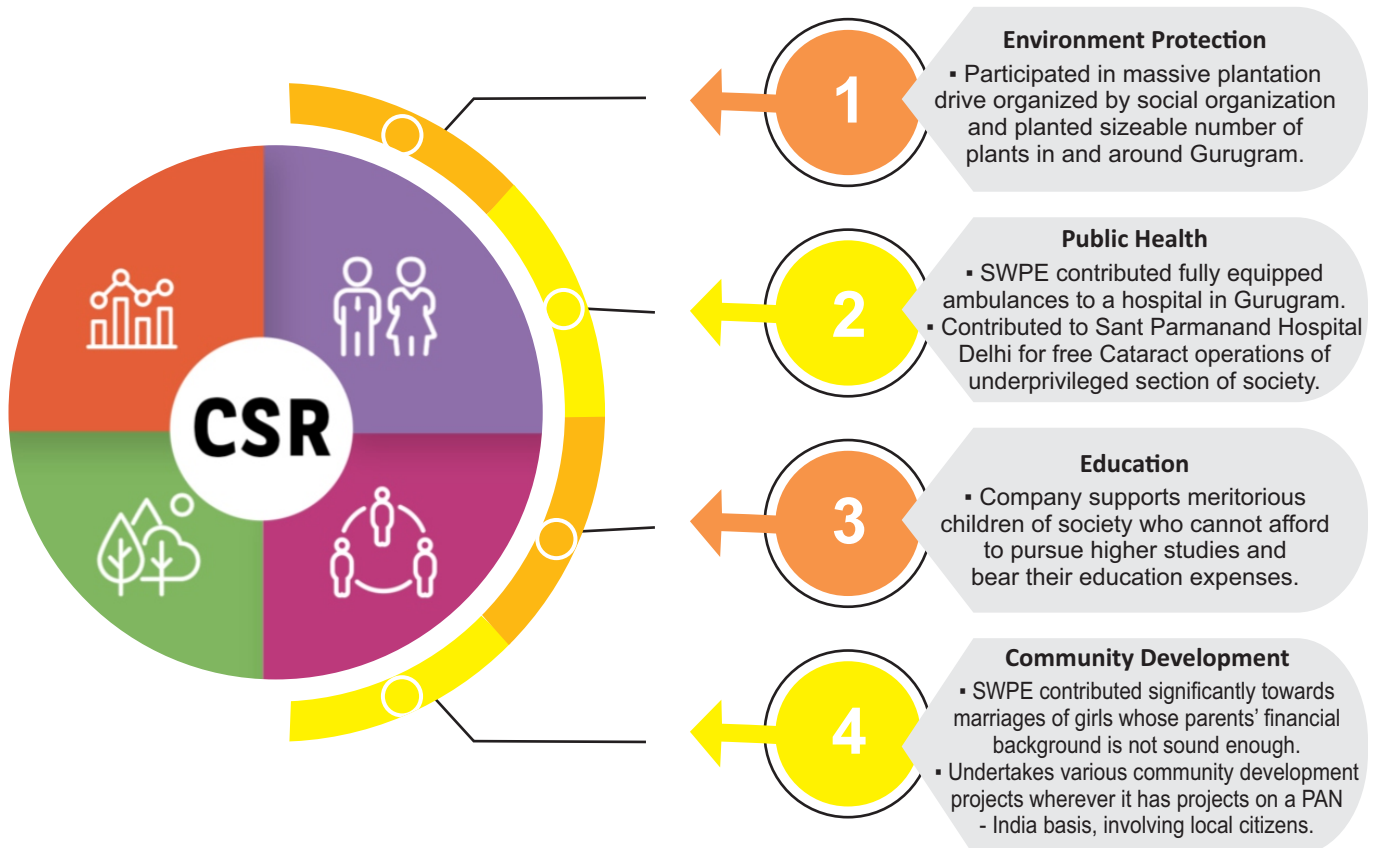 CSR
1
Environment Protection
▪ Participated in massive plantation
drive organized by social organization
and planted sizeable number of
plants in and around Gurugram.
2
Public Health
▪ SWPE contributed fully equipped
ambulances to a hospital in Gurugram.
▪ Contributed to Sant Parmanand Hospital
Delhi for free Cataract operations of
underprivileged section of society.
3
Education
▪ Company supports meritorious
children of society who cannot afford
to pursue higher studies and
bear their education expenses.
4
Community Development
▪ SWPE contributed significantly towards
marriages of girls whose parents’ financial
background is not sound enough.
▪ Undertakes various community development
projects wherever it has projects on a PAN
- India basis, involving local citizens.